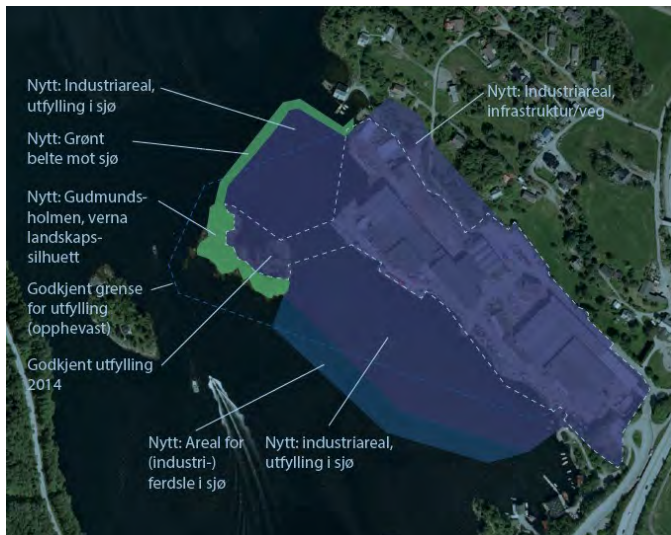 Nytt: Industriareal,
utfylling i sjø
Nytt: Industriareal,
infrastruktur/veg
Nytt: Grønt
belte mot sjø
Nytt: Gudmunds-
holmen, verna
landskaps-
silhuett
Godkjent grense
for utfylling
(opphevast)
Godkjent utfylling
2014
Nytt: Areal for
(industri-)
ferdsle i sjø
Nytt: industriareal,
utfylling i sjø